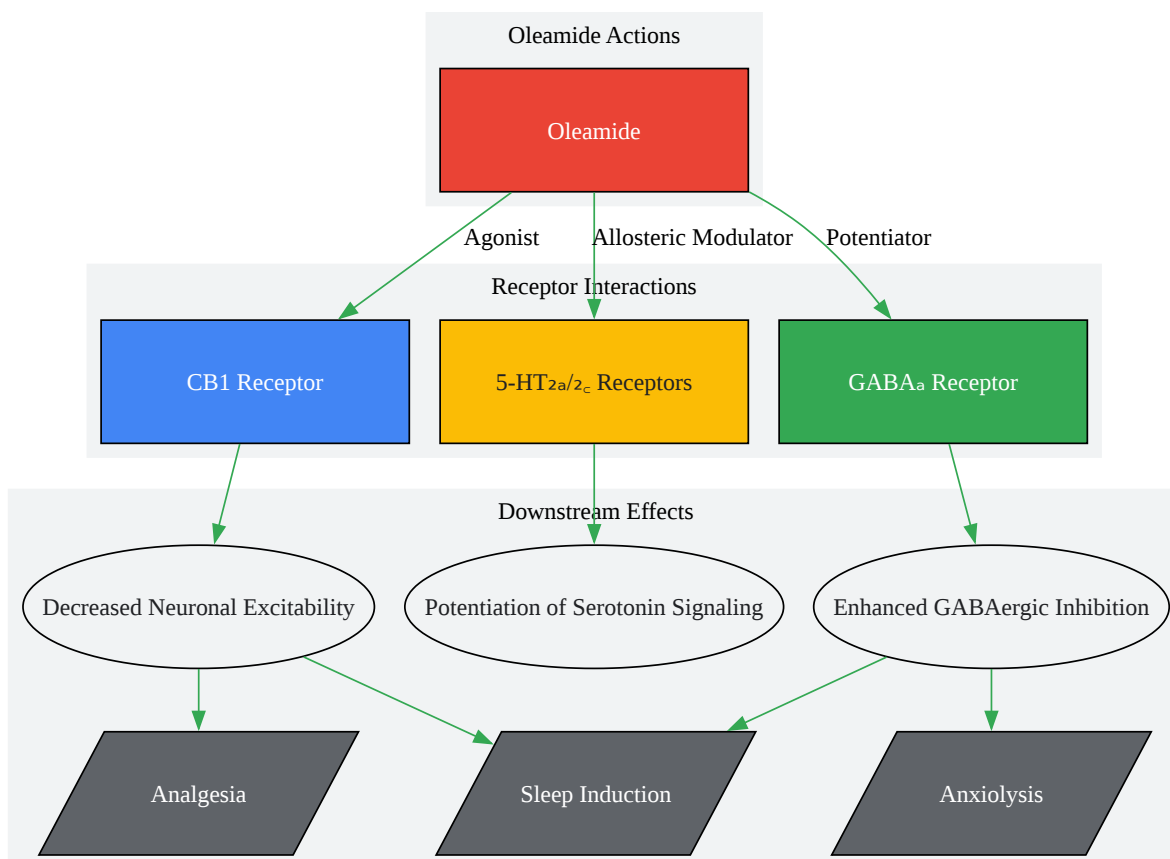 Oleamide Actions
Oleamide
Agonist
Allosteric Modulator
Potentiator
Receptor Interactions
CB1 Receptor
5-HT₂ₐ/₂꜀ Receptors
GABAₐ Receptor
Downstream Effects
Decreased Neuronal Excitability
Potentiation of Serotonin Signaling
Enhanced GABAergic Inhibition
Analgesia
Sleep Induction
Anxiolysis